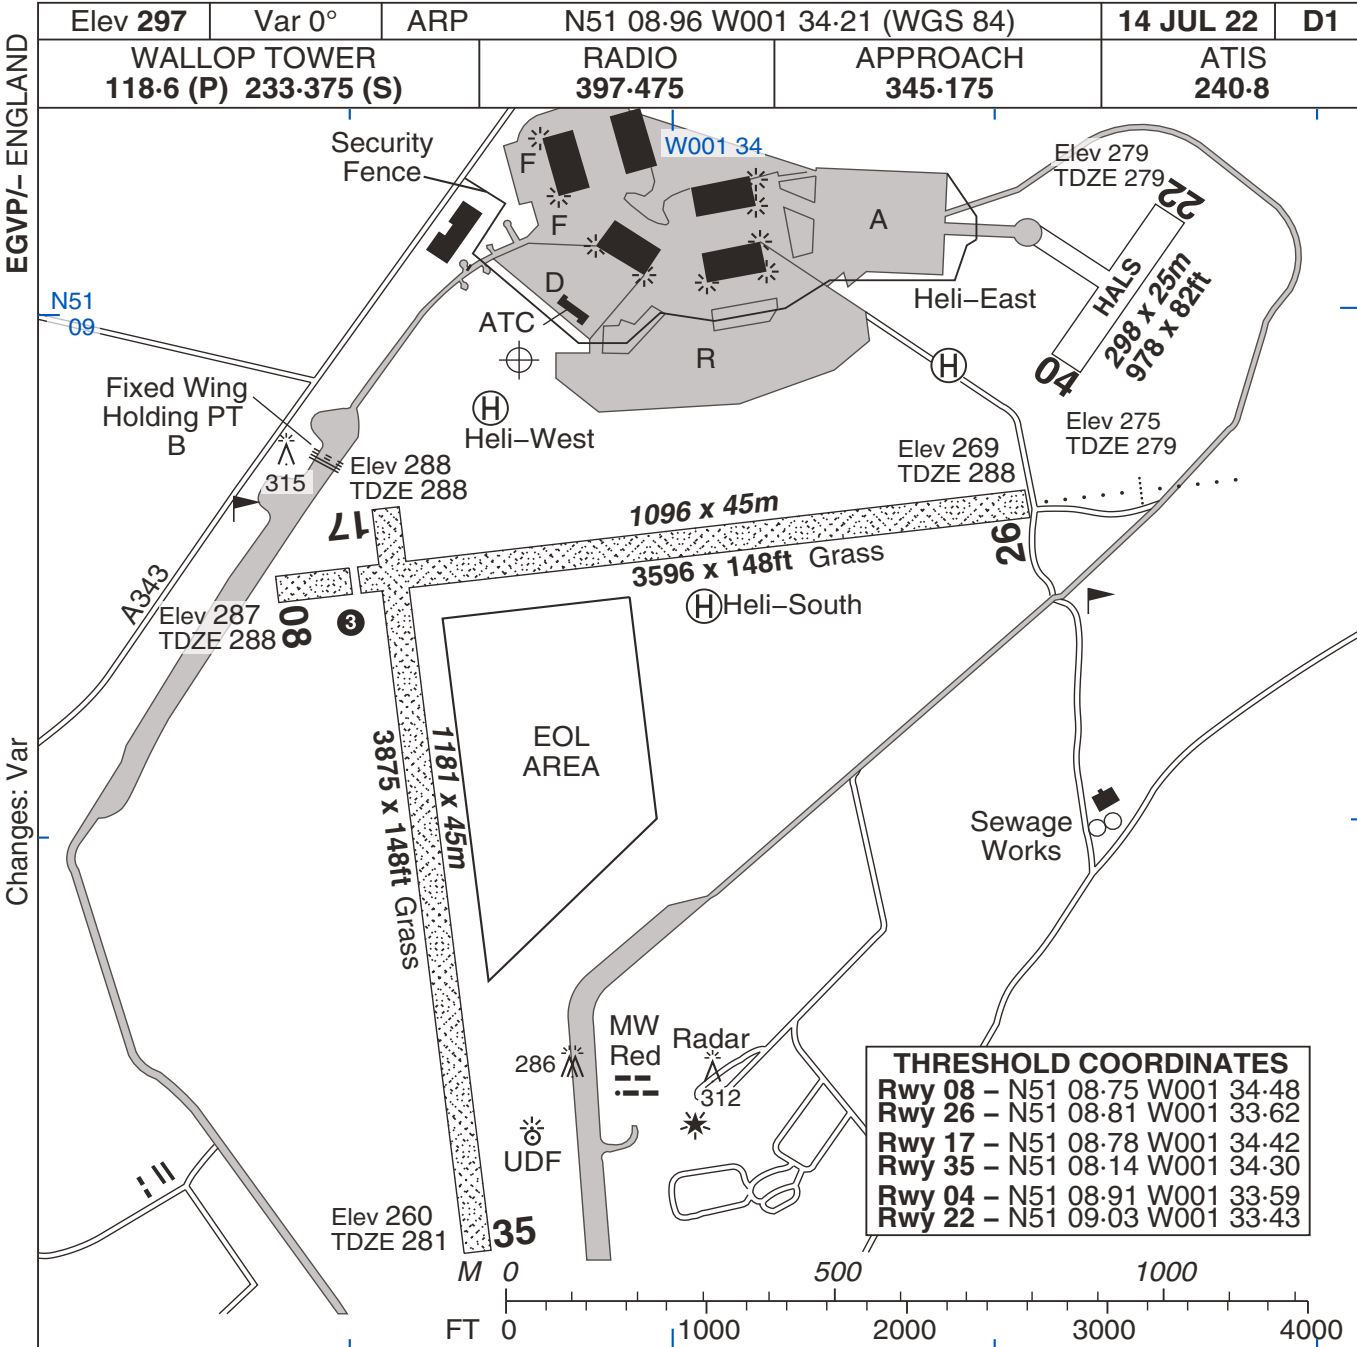 Elev 297
Var 0°
ARP
N51 08·96 W001 34·21 (WGS 84)
14 JUL 22
D1
WALLOP TOWER
118·6 (P) 233·375 (S)
RADIO
397·475
APPROACH
345·175
ATIS
240·8
EGVP/– ENGLAND
Changes: Var
Security
Fence
W001 34
F
F
D
A
R
ATC
Elev 279
TDZE 279
22
HALS
298 x 25m
978 x 82ft
04
Heli–East
H
N51
09
Fixed Wing
Holding PT
B
H
Heli–West
Elev 275
TDZE 279
Elev 269
TDZE 288
315
Elev 288
TDZE 288
17
1096 x 45m
3596 x 148ft Grass
26
A343
Elev 287
TDZE 288
08
3
H
Heli–South
EOL
AREA
1181 x 45m
3875 x 148ft Grass
Sewage
Works
MW
Red
Radar
286
312
UDF
Elev 260
TDZE 281
35
THRESHOLD COORDINATES
Rwy 08 – N51 08·75 W001 34·48
Rwy 26 – N51 08·81 W001 33·62
Rwy 17 – N51 08·78 W001 34·42
Rwy 35 – N51 08·14 W001 34·30
Rwy 04 – N51 08·91 W001 33·59
Rwy 22 – N51 09·03 W001 33·43
M 0 500 1000
FT 0 1000 2000 3000 4000